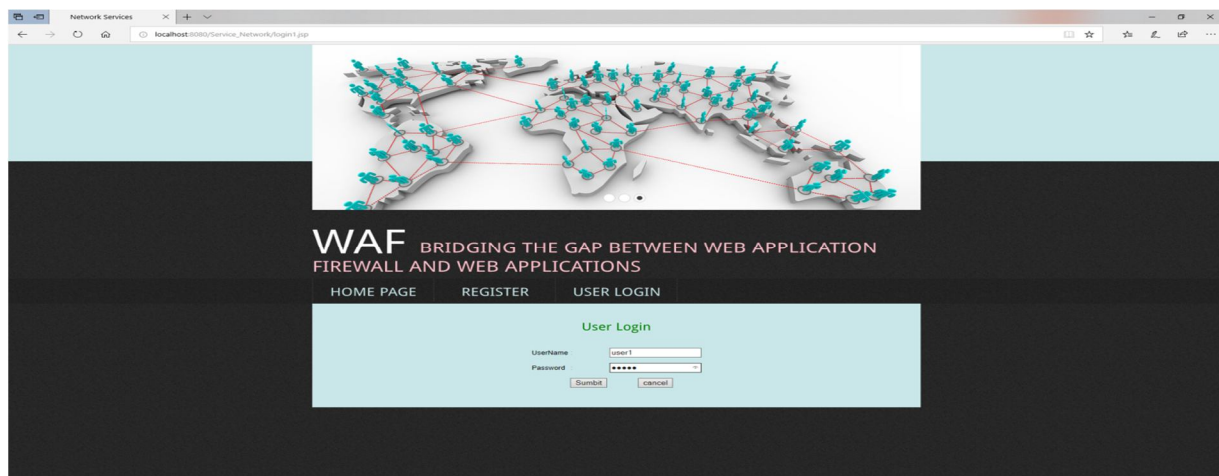 Network Services
localhost:8080/Service_Network/login1.jsp
WAF BRIDGING THE GAP BETWEEN WEB APPLICATION
FIREWALL AND WEB APPLICATIONS
HOME PAGE REGISTER USER LOGIN
User Login
UserName user1
Password •••••
Sumbit cancel